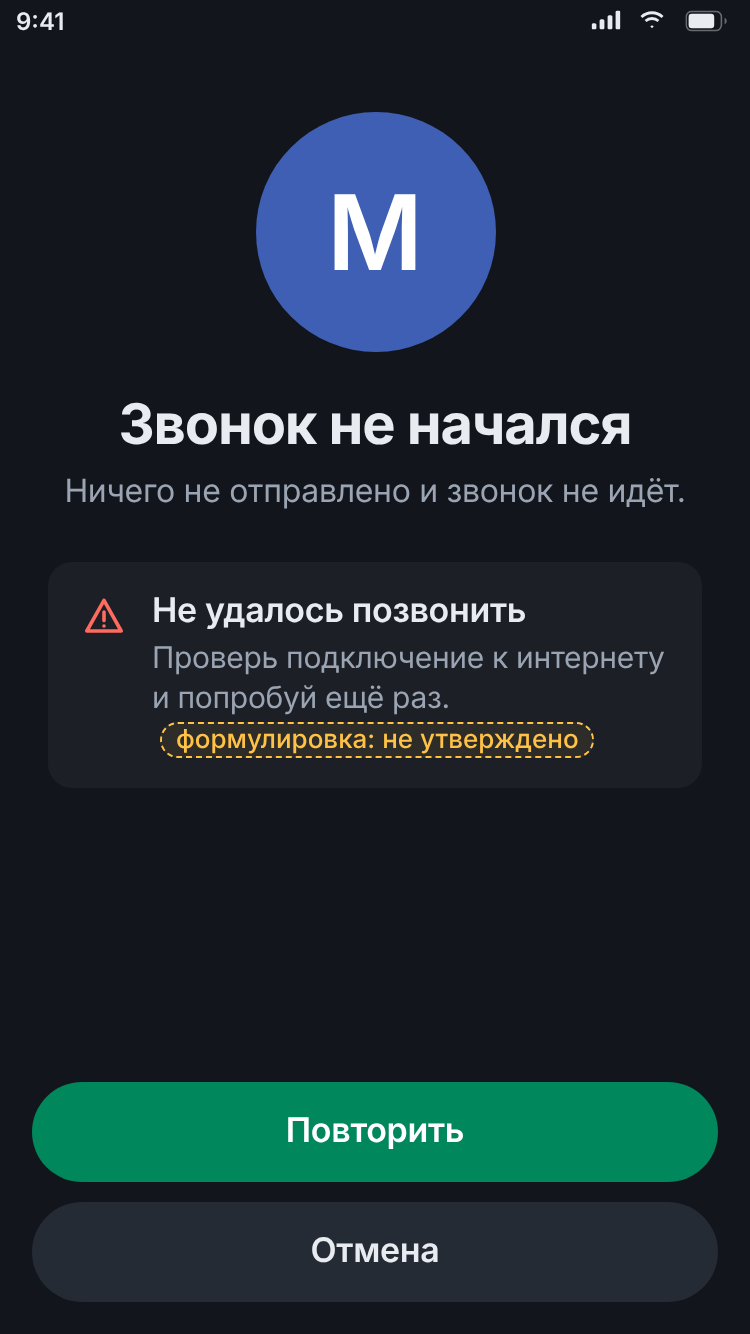 9:41
М
Звонок не начался
Ничего не отправлено и звонок не идёт.
Не удалось позвонить
Проверь подключение к интернету
и попробуй ещё раз.
формулировка: не утверждено
Повторить
Отмена